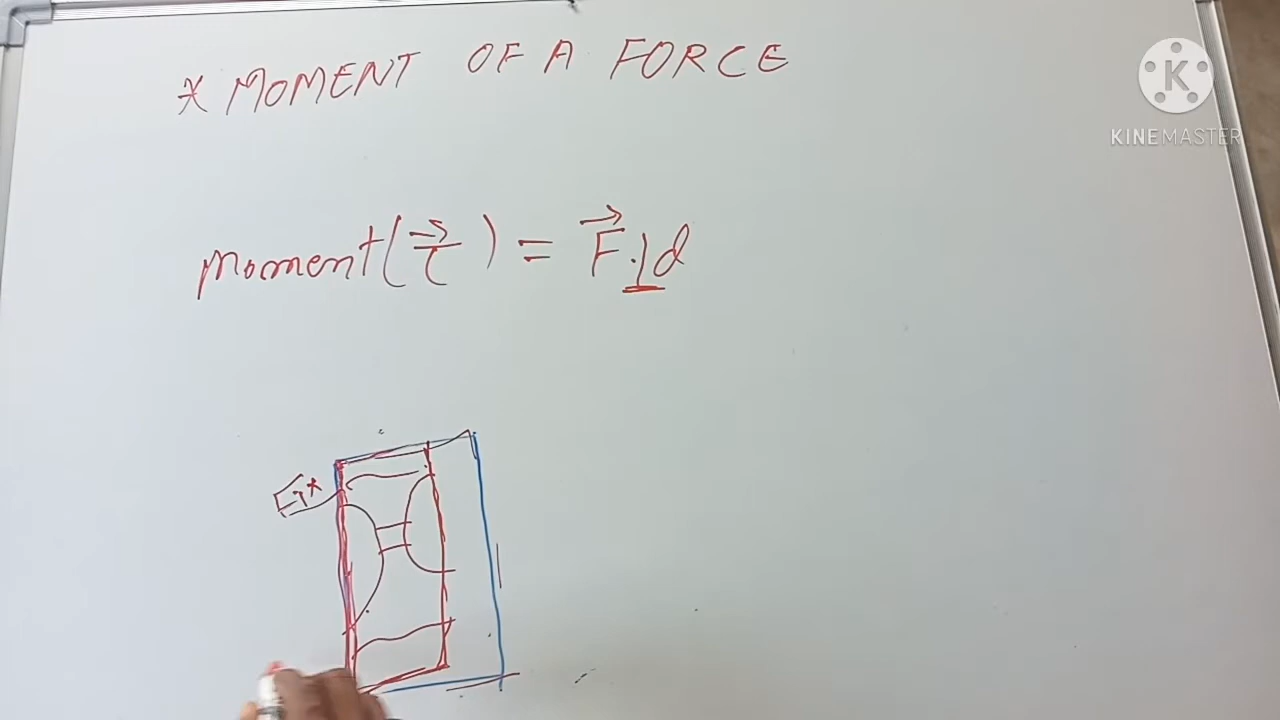 * MOMENT OF A FORCE
K
KINEMASTER
moment (τ⃗) = F⃗.⊥d